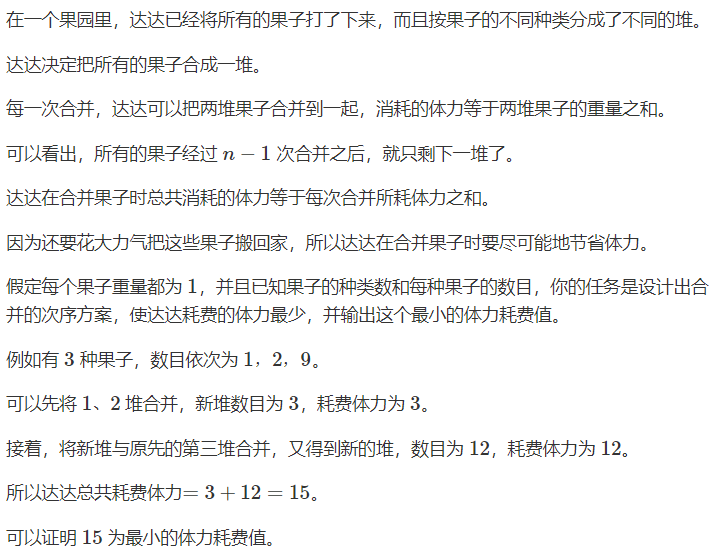 在一个果园里，达达已经将所有的果子打了下来，而且按果子的不同种类分成了不同的堆。
达达决定把所有的果子合成一堆。
每一次合并，达达可以把两堆果子合并到一起，消耗的体力等于两堆果子的重量之和。
可以看出，所有的果子经过 n − 1 次合并之后，就只剩下一堆了。
达达在合并果子时总共消耗的体力等于每次合并所耗体力之和。
因为还要花大力气把这些果子搬回家，所以达达在合并果子时要尽可能地节省体力。
假定每个果子重量都为 1，并且已知果子的种类数和每种果子的数目，你的任务是设计出合
并的次序方案，使达达耗费的体力最少，并输出这个最小的体力耗费值。
例如有 3 种果子，数目依次为 1，2，9。
可以先将 1、2 堆合并，新堆数目为 3，耗费体力为 3。
接着，将新堆与原先的第三堆合并，又得到新的堆，数目为 12，耗费体力为 12。
所以达达总共耗费体力= 3 + 12 = 15。
可以证明 15 为最小的体力耗费值。